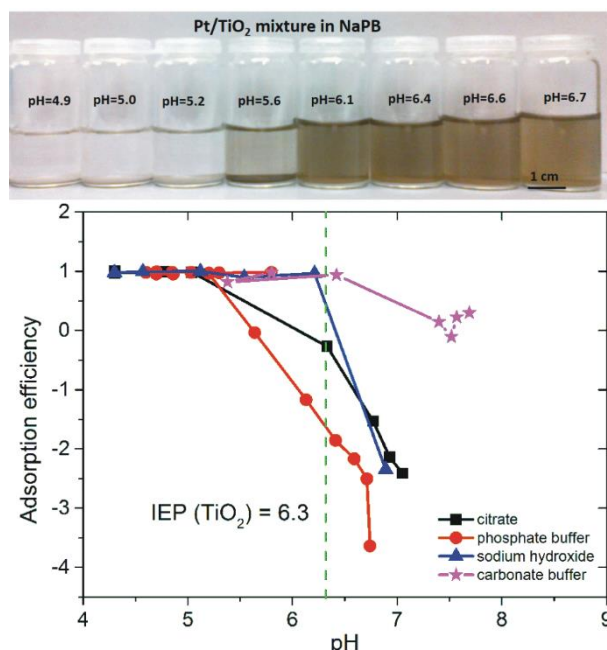 Pt/TiO₂ mixture in NaPB
pH=4.9 pH=5.0 pH=5.2 pH=5.6 pH=6.1 pH=6.4 pH=6.6 pH=6.7
1 cm
2
1
0
-1
-2
-3
-4
Adsorption efficiency
IEP (TiO₂) = 6.3
citrate
phosphate buffer
sodium hydroxide
carbonate buffer
4 5 6 7 8 9
pH